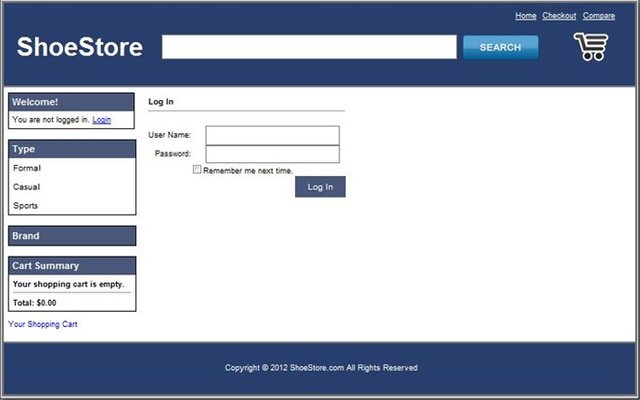 Home Checkout Compare
ShoeStore
SEARCH
Welcome!
You are not logged in. Login
Type
Formal
Casual
Sports
Brand
Cart Summary
Your shopping cart is empty.
Total: $0.00
Your Shopping Cart
Log In
User Name:
Password:
Remember me next time.
Log In
Copyright © 2012 ShoeStore.com All Rights Reserved